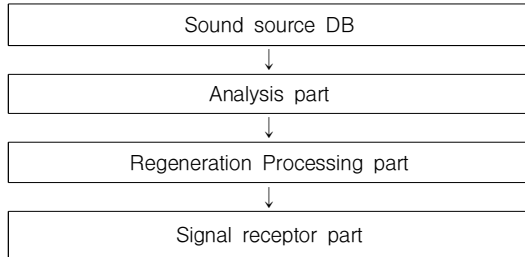 Sound source DB
Analysis part
Regeneration Processing part
Signal receptor part